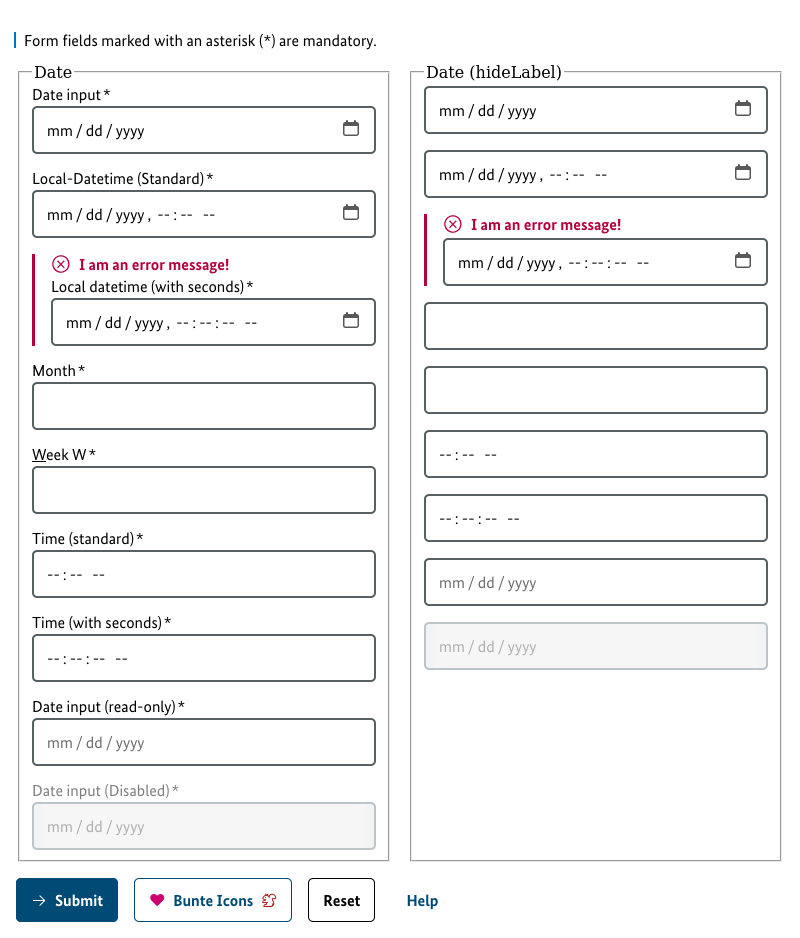 Form fields marked with an asterisk (*) are mandatory.
Date
Date input *
mm / dd / yyyy
Local-Datetime (Standard) *
mm / dd / yyyy , -- : -- --
I am an error message!
Local datetime (with seconds) *
mm / dd / yyyy , -- : -- : -- --
Month *
Week W *
Time (standard) *
-- : -- --
Time (with seconds) *
-- : -- : -- --
Date input (read-only) *
mm / dd / yyyy
Date input (Disabled) *
mm / dd / yyyy
Date (hideLabel)
mm / dd / yyyy
mm / dd / yyyy , -- : -- --
I am an error message!
mm / dd / yyyy , -- : -- : -- --
-- : -- --
-- : -- : -- --
mm / dd / yyyy
mm / dd / yyyy
Submit
Bunte Icons
Reset
Help